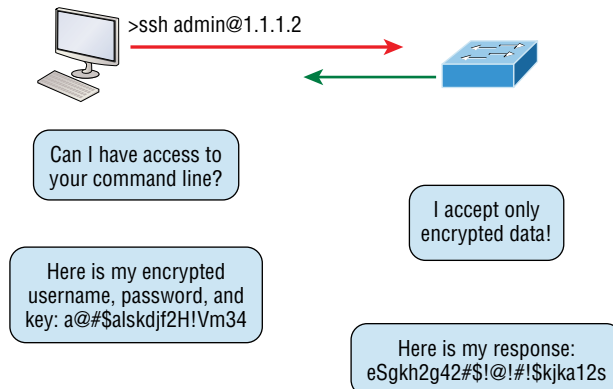 >ssh admin@1.1.1.2
Can I have access to
your command line?
I accept only
encrypted data!
Here is my encrypted
username, password, and
key: a@#$alskdjf2H!Vm34
Here is my response:
eSgkh2g42#$!@!#!$kjka12s